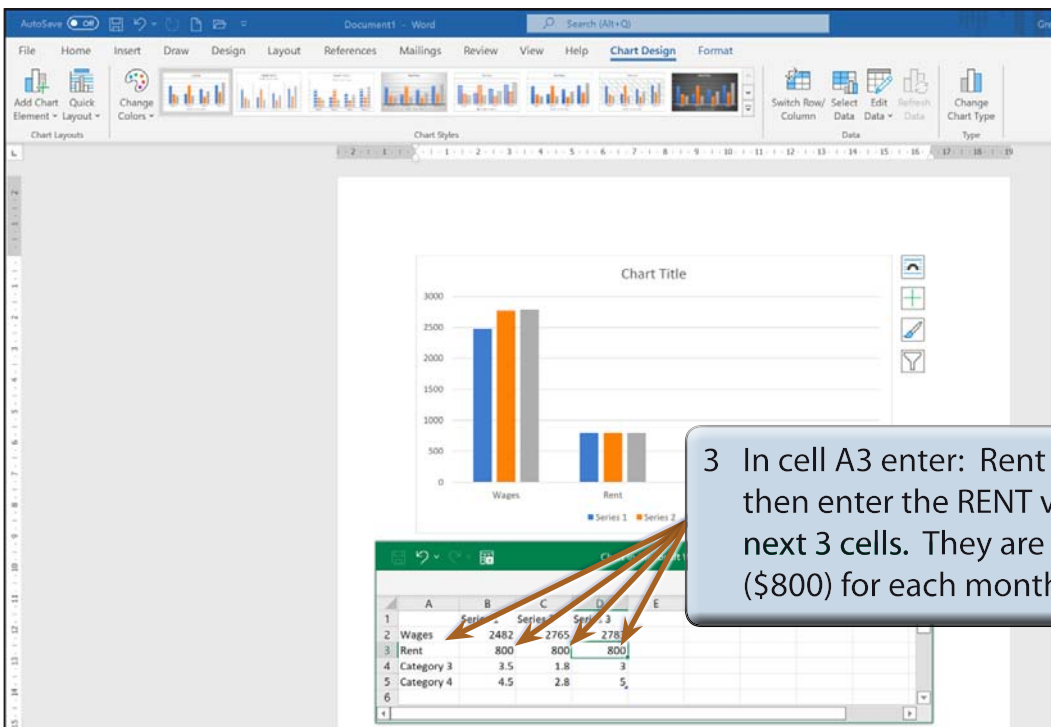 AutoSave Off Document1 - Word Search (Alt+Q)
File Home Insert Draw Design Layout References Mailings Review View Help Chart Design Format
Add Chart Element Quick Layout Change Colors Switch Row/ Column Select Data Edit Data Refresh Data Change Chart Type
Chart Layouts Chart Styles Data Type
Chart Title
3000
2500
2000
1500
1000
500
0
Wages Rent
Series 1 Series 2
3 In cell A3 enter: Rent
then enter the RENT
next 3 cells. They are
($800) for each month
A B C D E
1 Series 3
2 Wages 2482 2765
3 Rent 800 800 800
4 Category 3 3.5 1.8 3
5 Category 4 4.5 2.8 5
6